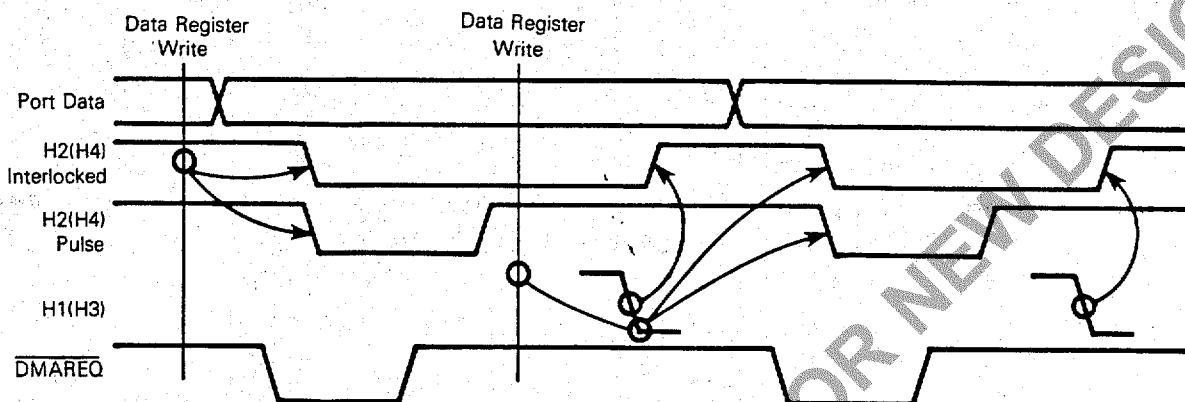 Data Register
Write
Data Register
Write
Port Data
H2(H4)
Interlocked
H2(H4)
Pulse
H1(H3)
DMAREQ
OR NEW DESIG